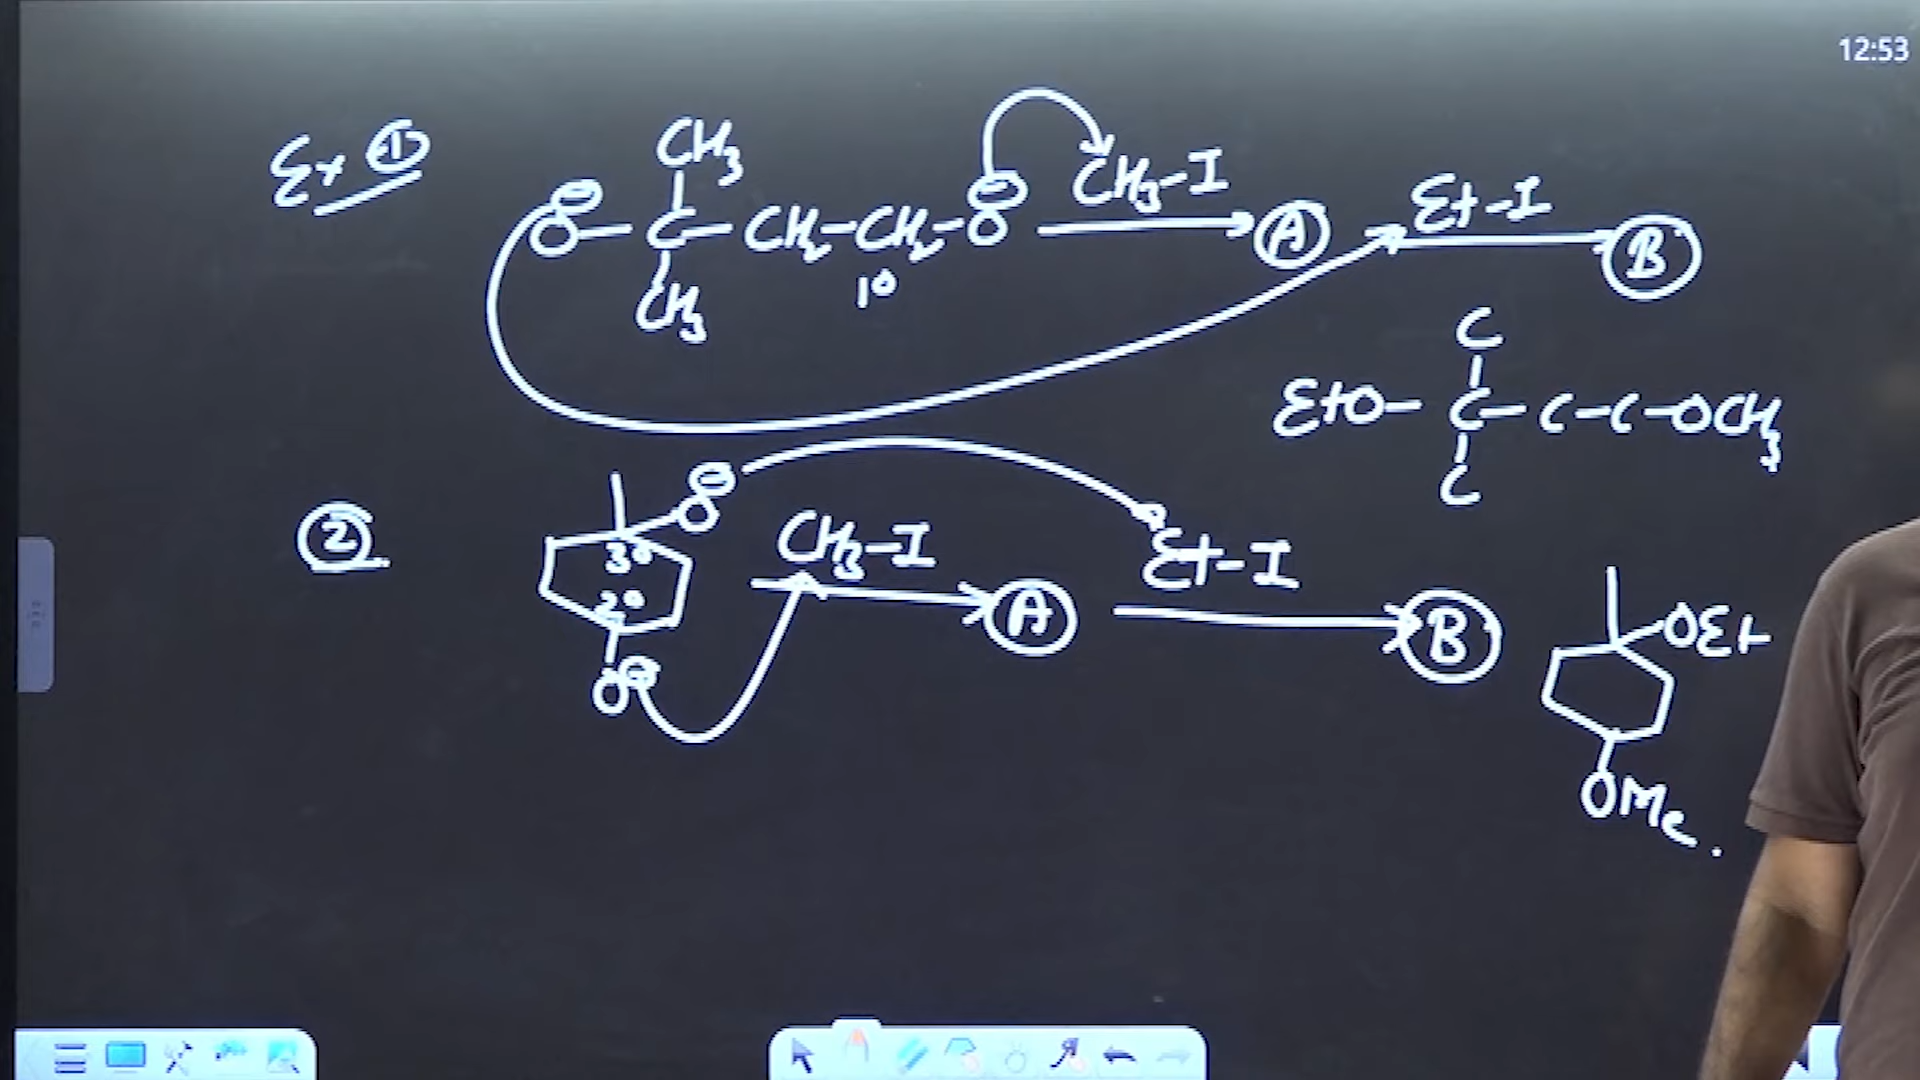 12:53
Ex ①
CH3
⊖O-C-CH2-CH2-O⊖ CH3-I Ⓐ Et-I Ⓑ
CH3 1°
C
EtO-C-C-C-OCH3
C
② O⊖ CH3-I Ⓐ Et-I Ⓑ
3°
2°
O⊖
OEt
OMe.